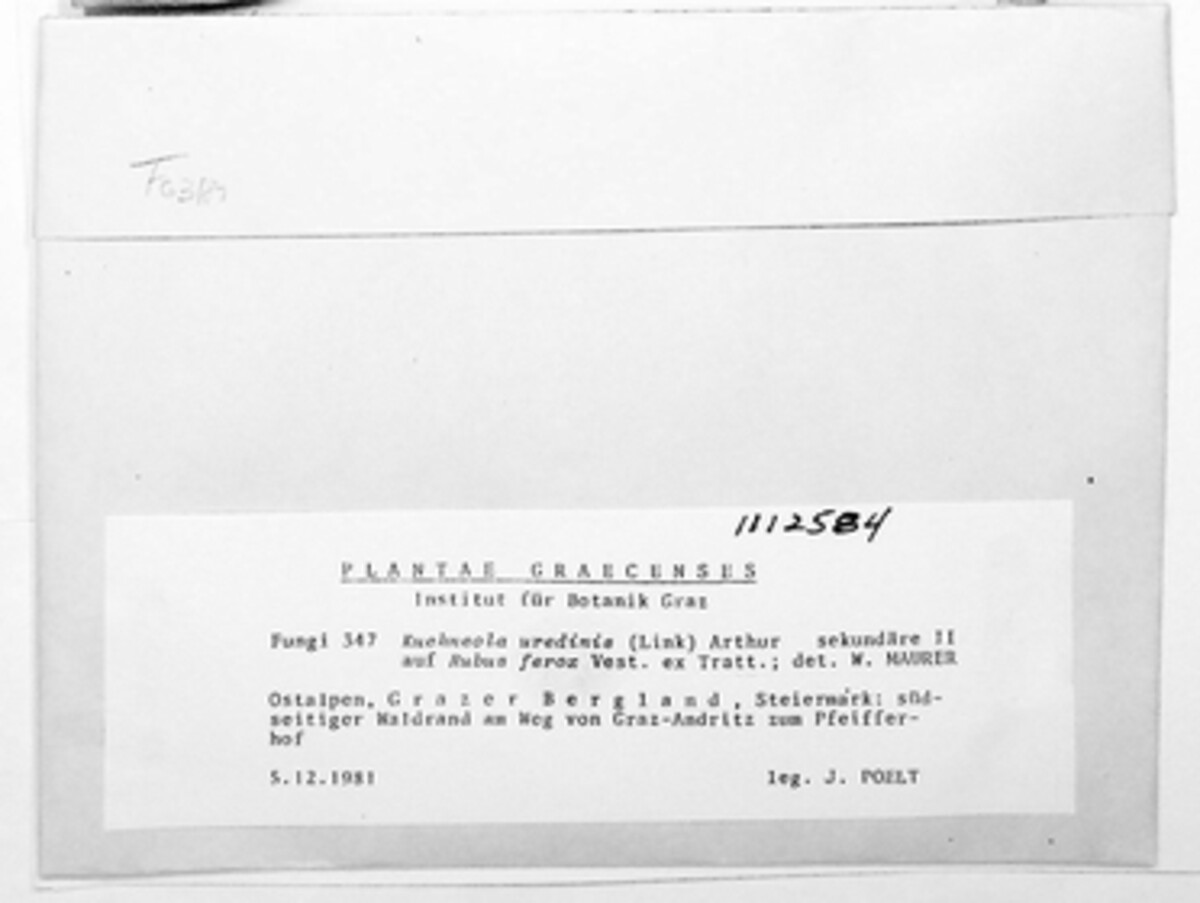 1112584
PLANTAE GRAECENSES
Institut für Botanik Graz
Fungi 347 Kuehneola uredinis (Link) Arthur sekundäre II
auf Rubus ferox Vest. ex Tratt.; det. W. MAURER
Ostalpen, Grazer Bergland, Steiermark: süd-
seitiger Waldrand am Weg von Graz-Andritz zum Pfeiffer-
hof
5.12.1981 leg. J. POELT